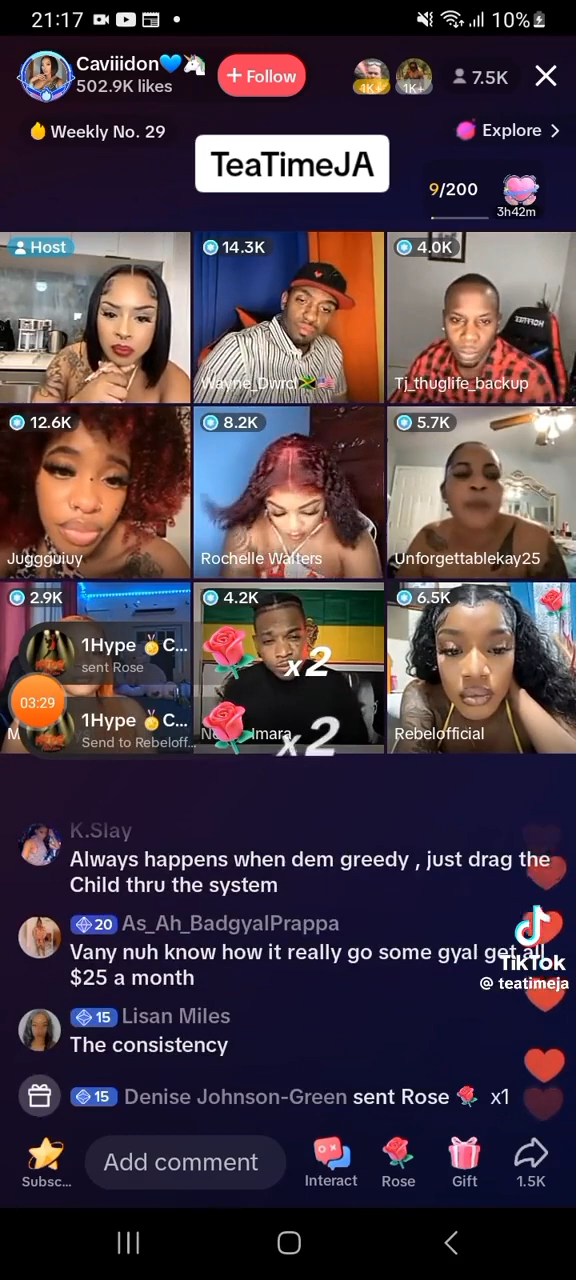 21:17
10%
Caviiidon💙🦄
502.9K likes
+ Follow
1K+
1K+
7.5K
Weekly No. 29
Explore >
TeaTimeJA
9/200
3h42m
Host
14.3K
4.0K
Tj_thuglife_backup
HOFFREE
12.6K
8.2K
5.7K
Juggguiuy
Rochelle Walters
Unforgettablekay25
2.9K
4.2K
6.5K
1Hype 🏅C...
sent Rose
x2
03:29
1Hype 🏅C...
Send to Rebeloff...
x2
M
Imara
Rebelofficial
K.Slay
Always happens when dem greedy , just drag the
Child thru the system
20 As_Ah_BadgyalPrappa
Vany nuh know how it really go some gyal get all
$25 a month
TikTok
@ teatimeja
15 Lisan Miles
The consistency
15 Denise Johnson-Green sent Rose 🌹 x1
Add comment
Subsc...
Interact
Rose
Gift
1.5K